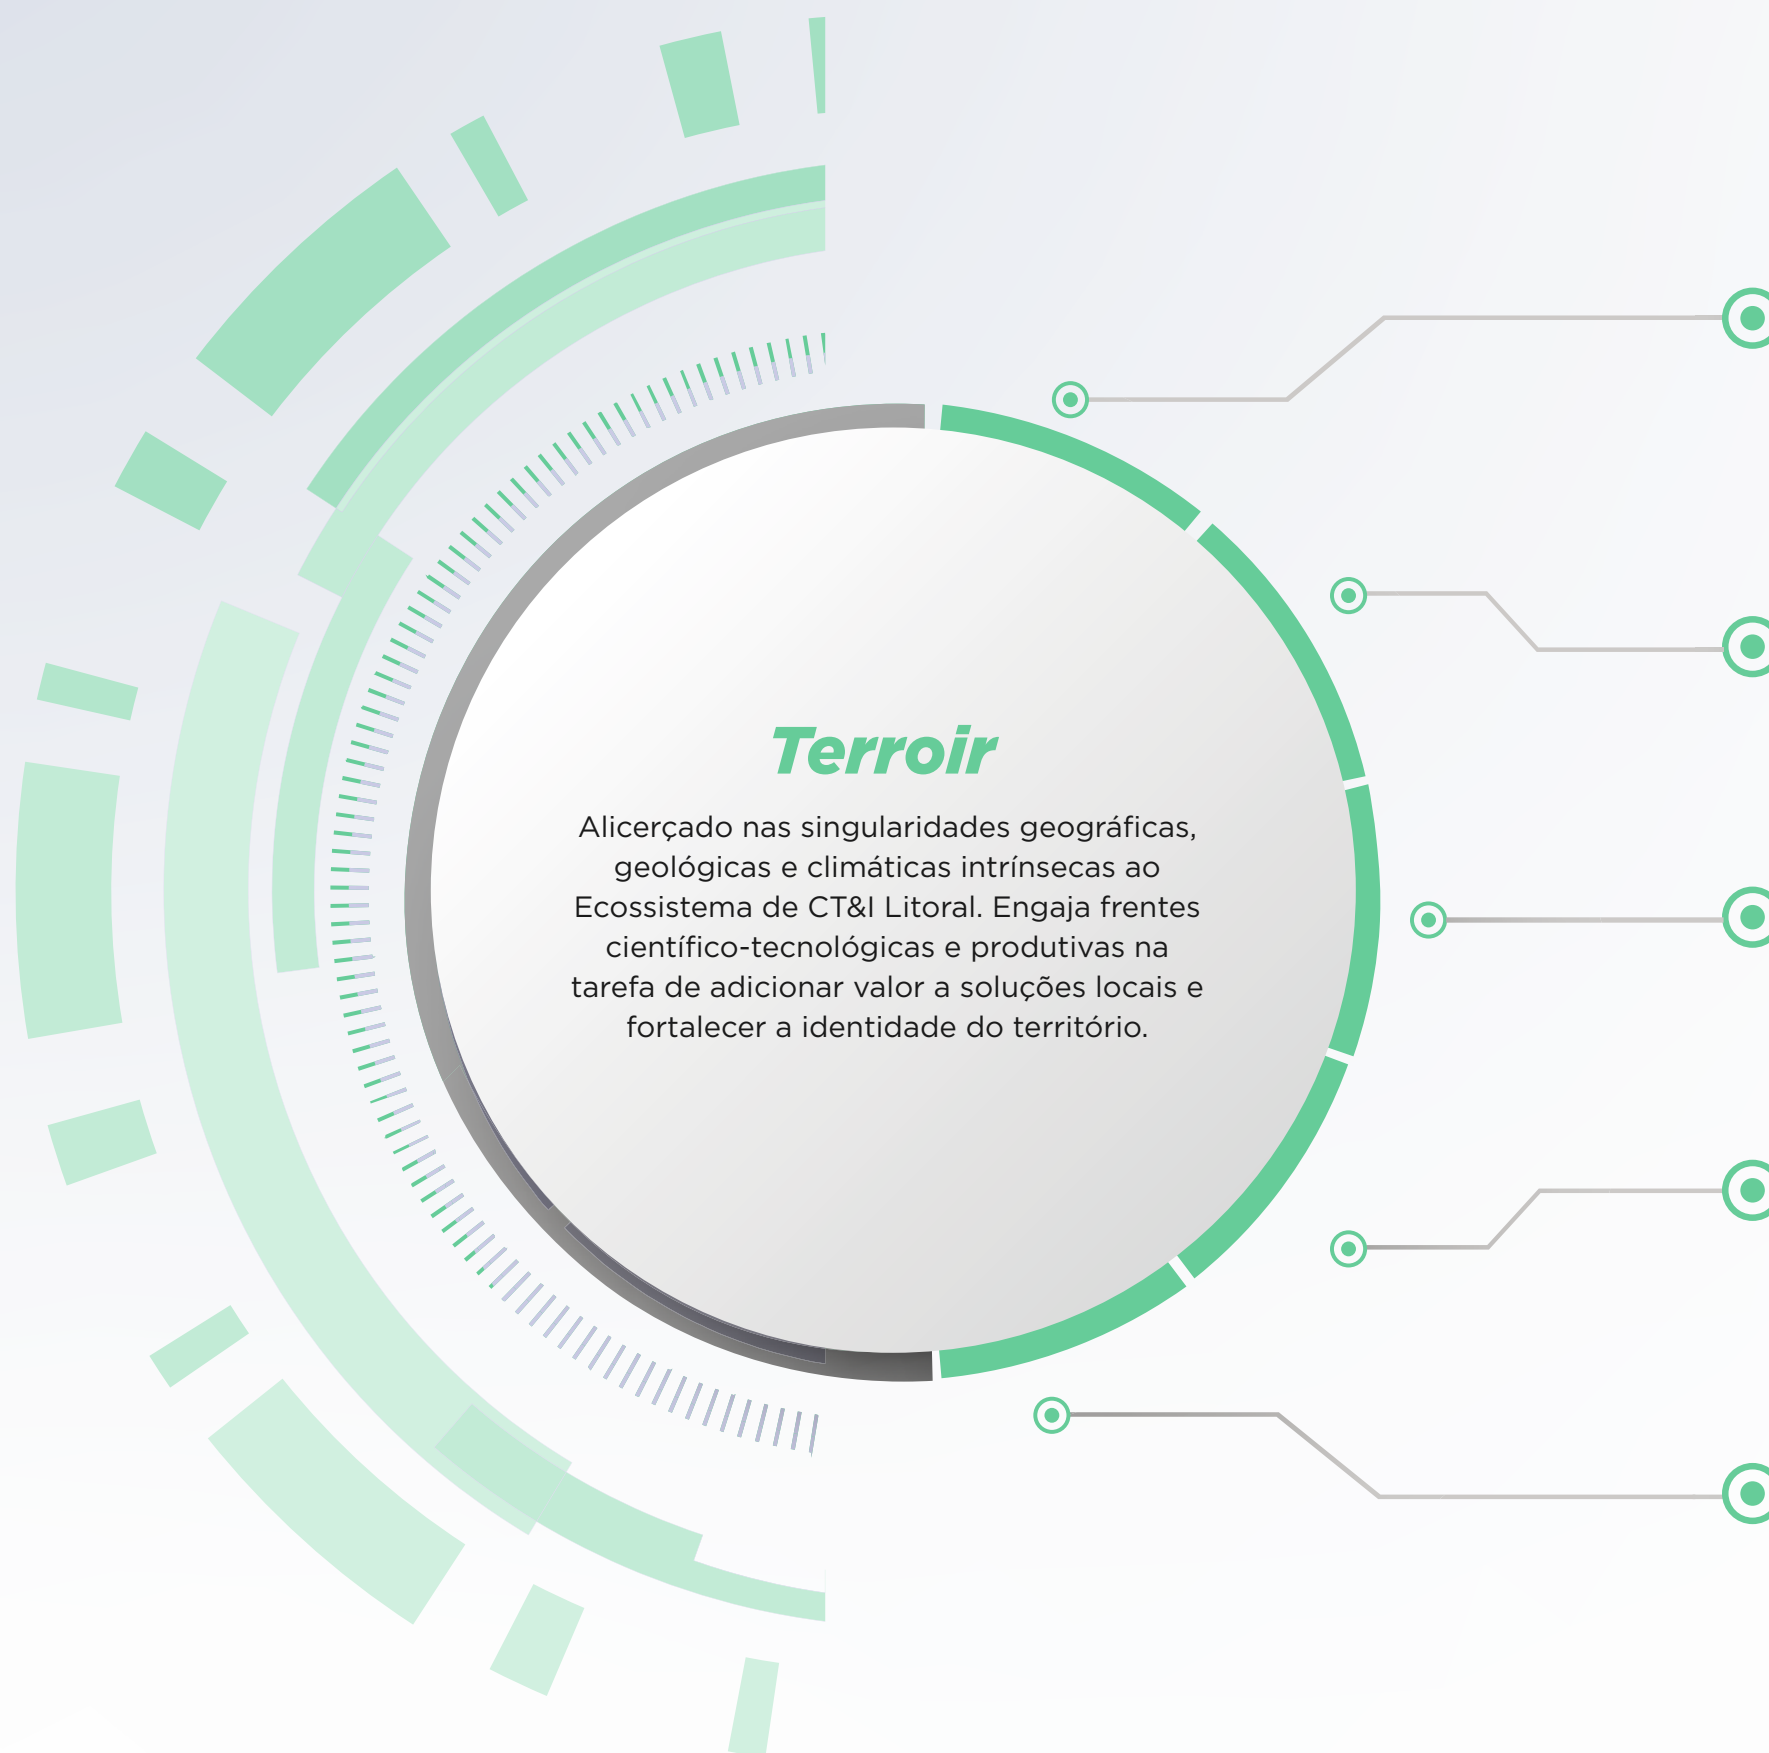 Terroir
Alicerçado nas singularidades geográficas,
geológicas e climáticas intrínsecas ao
Ecossistema de CT&I Litoral. Engaja frentes
científico-tecnológicas e produtivas na
tarefa de adicionar valor a soluções locais e
fortalecer a identidade do território.